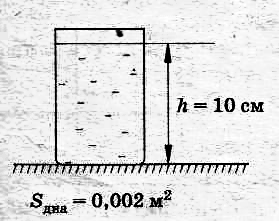 h = 10 см
Sдна = 0,002 м²